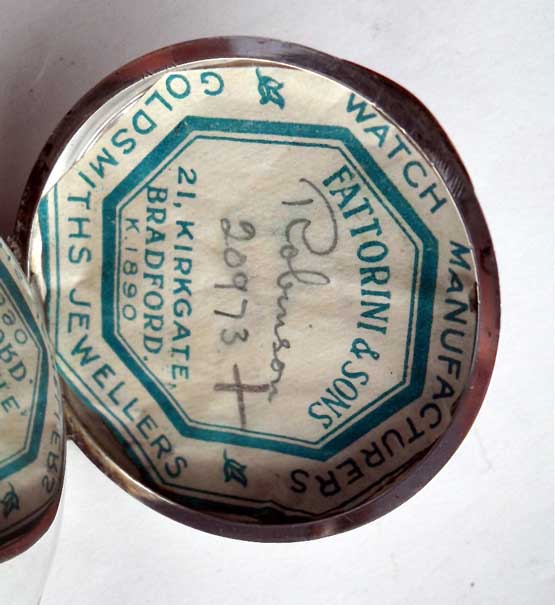 WATCH MANUFACTURERS
GOLDSMITHS JEWELLERS
FATTORINI & SONS
Robinson
20973
21, KIRKGATE,
BRADFORD.
K.1890